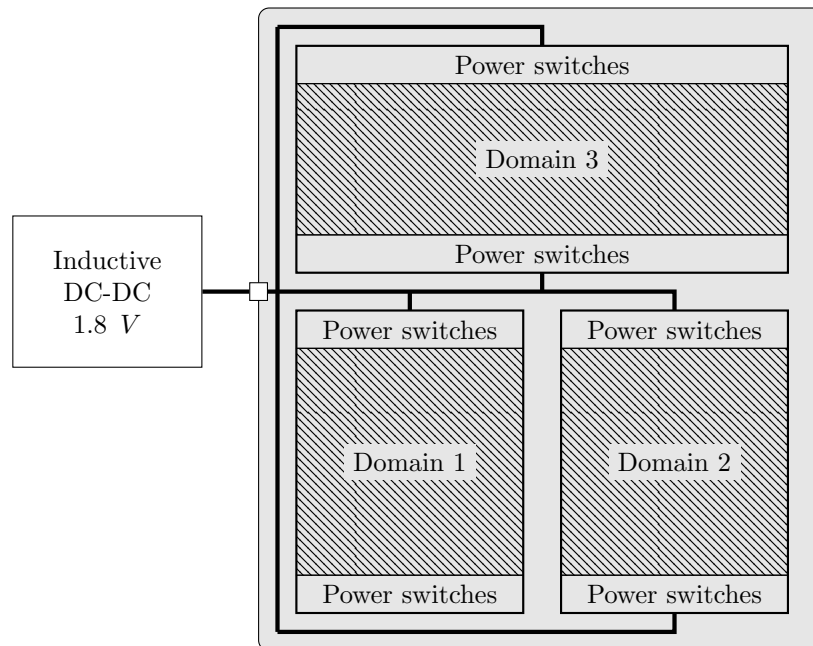 Power switches
Domain 3
Power switches
Inductive
DC-DC
1.8 V
Power switches
Power switches
Domain 1
Domain 2
Power switches
Power switches